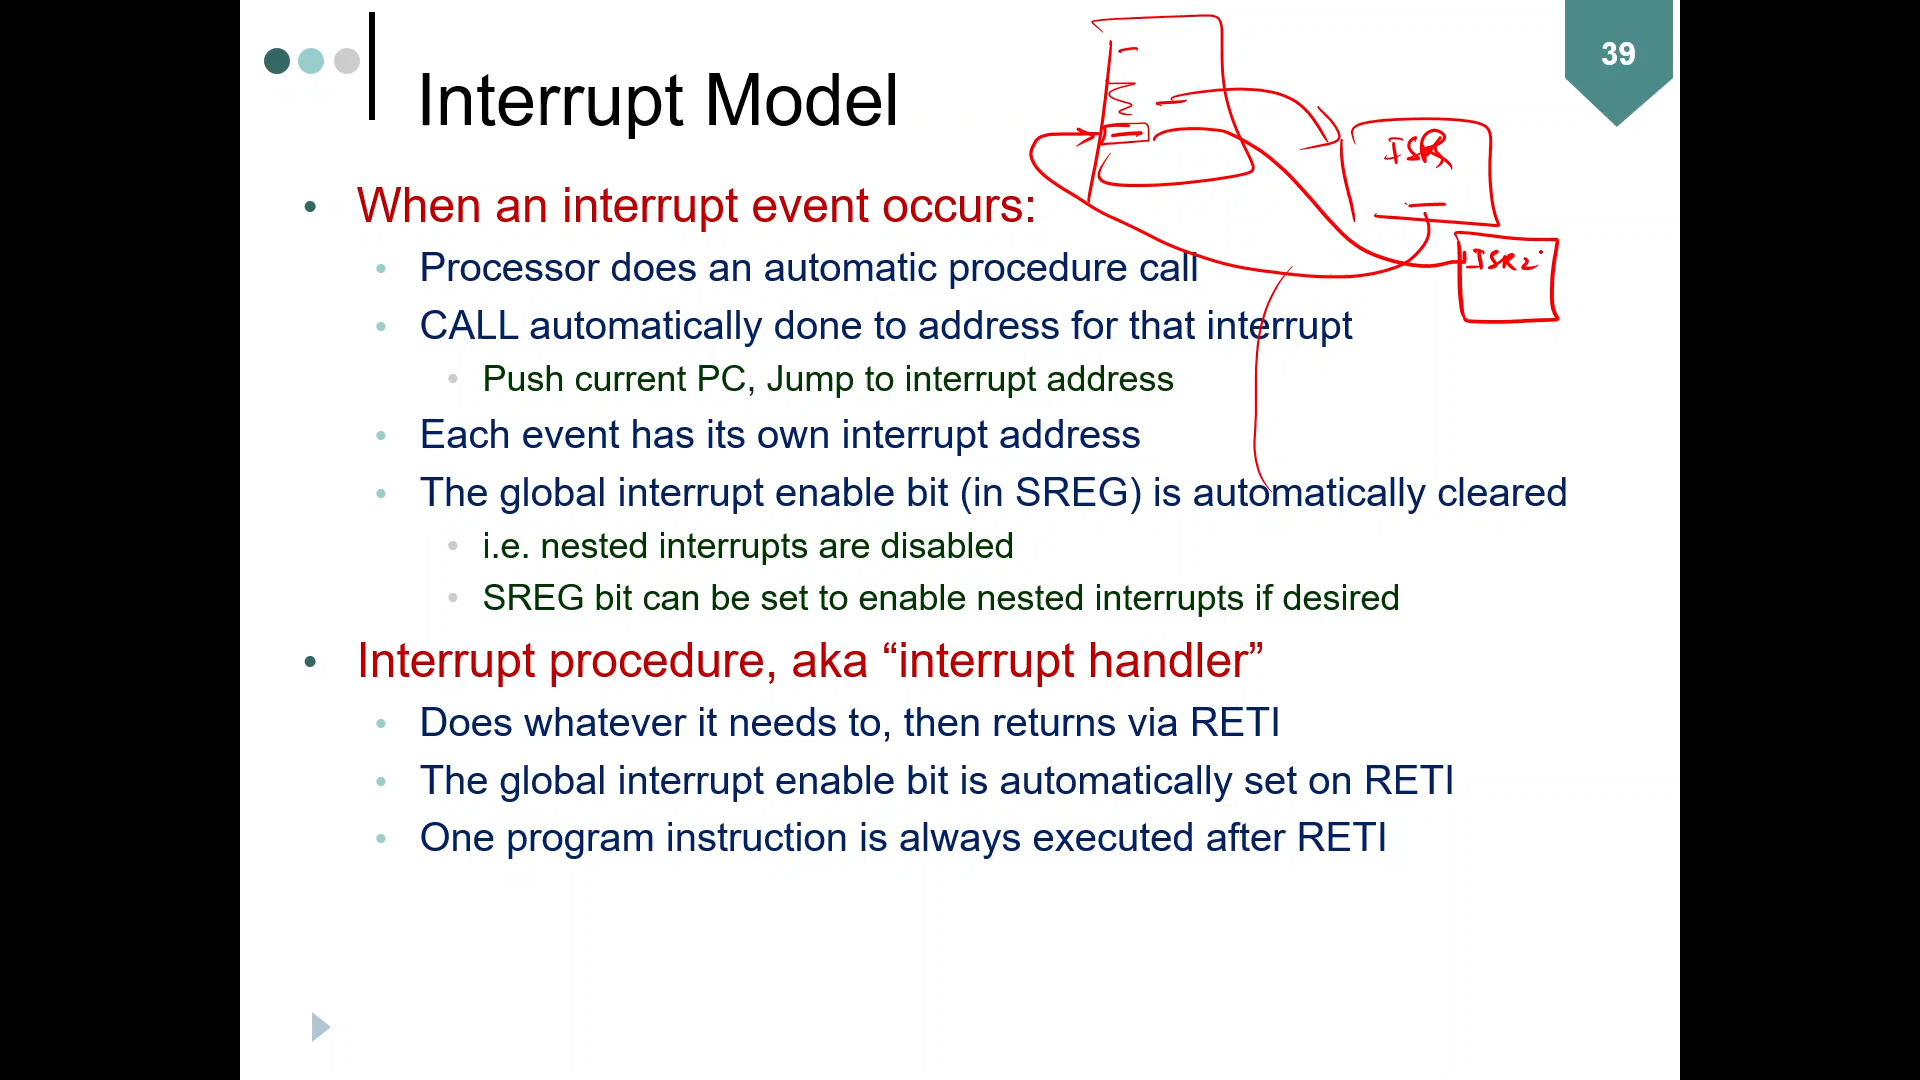 39
Interrupt Model
ISR
ISR2
• When an interrupt event occurs:
• Processor does an automatic procedure call
• CALL automatically done to address for that interrupt
• Push current PC, Jump to interrupt address
• Each event has its own interrupt address
• The global interrupt enable bit (in SREG) is automatically cleared
• i.e. nested interrupts are disabled
• SREG bit can be set to enable nested interrupts if desired
• Interrupt procedure, aka “interrupt handler”
• Does whatever it needs to, then returns via RETI
• The global interrupt enable bit is automatically set on RETI
• One program instruction is always executed after RETI